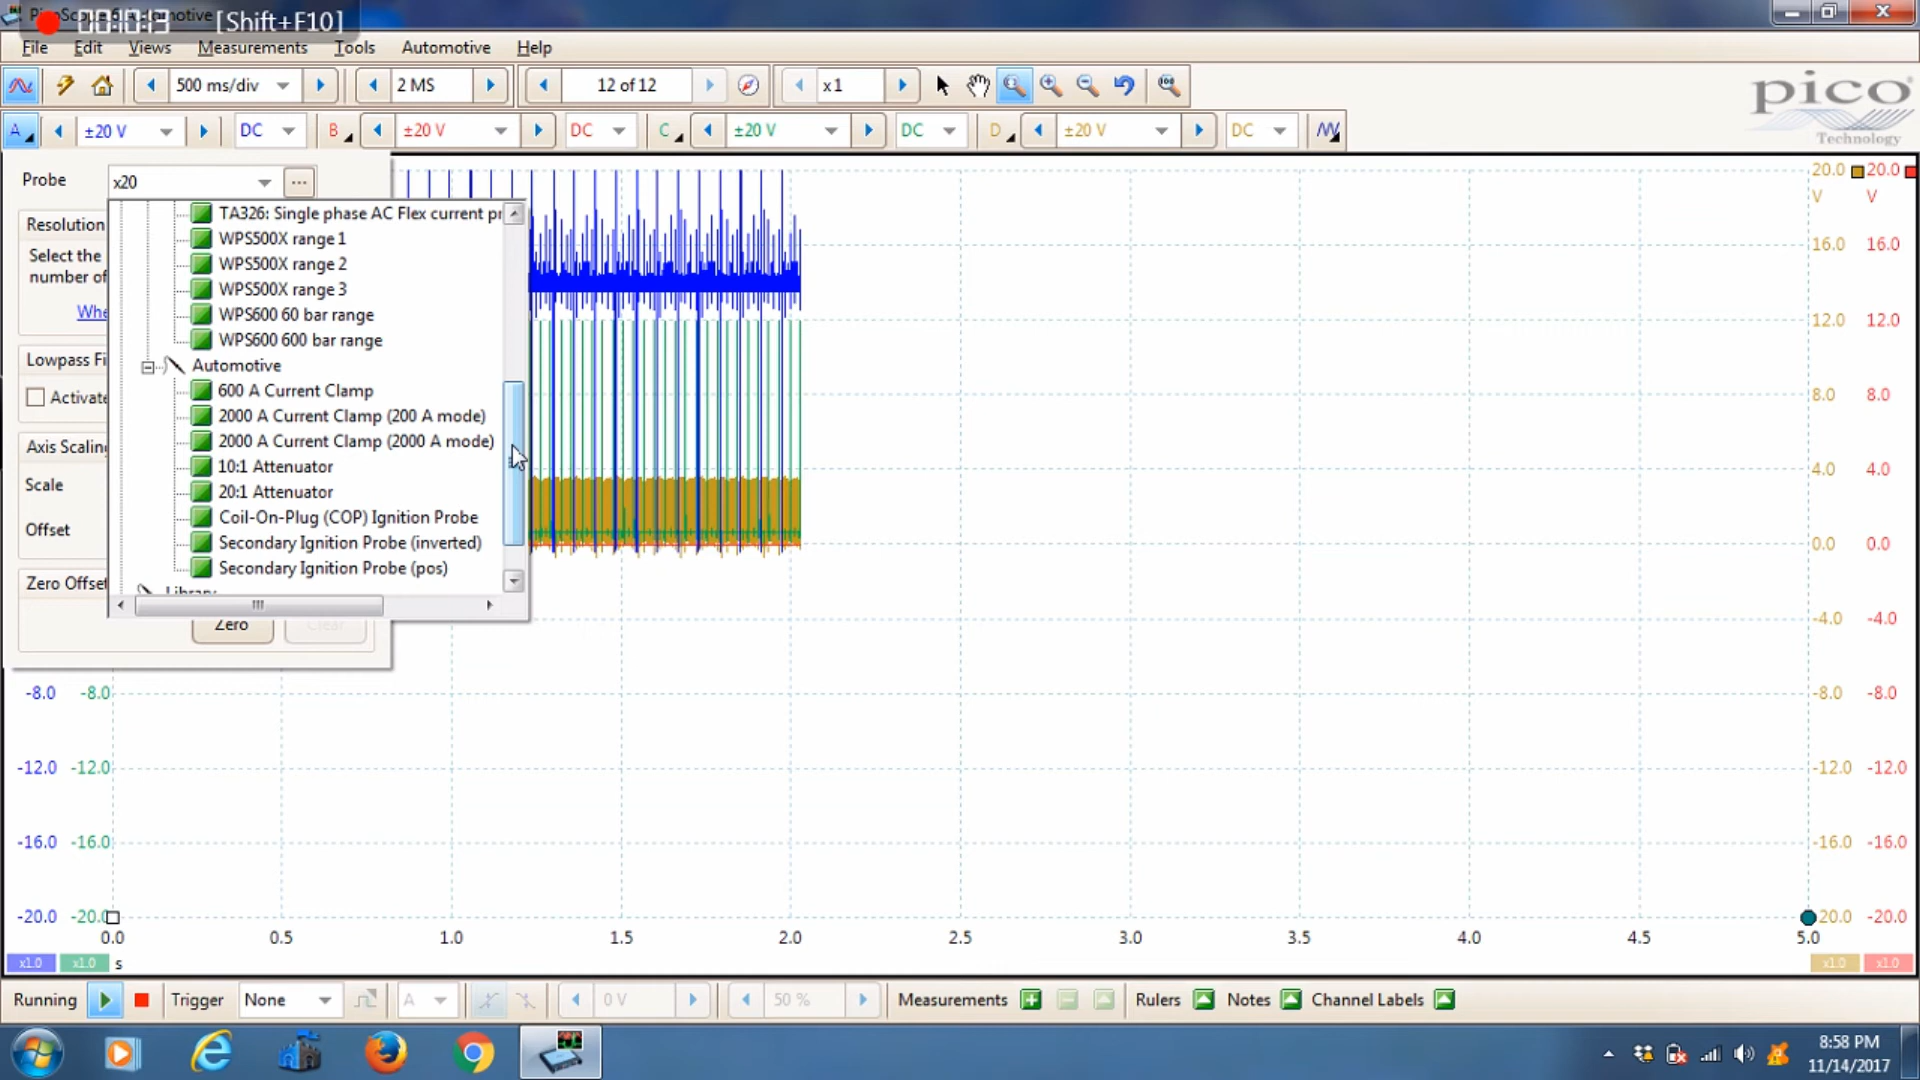 PicoScope 6 Automotive
00:10:13 [Shift+F10]
File Edit Views Measurements Tools Automotive Help
500 ms/div 2 MS 12 of 12 x1
pico
Technology
A ±20 V DC B ±20 V DC C ±20 V DC D ±20 V DC
Probe x20 ...
Resolution
Select the
number of
Whe
Lowpass Fi
Activate
Axis Scaling
Scale
Offset
Zero Offset
Zero Clear
TA326: Single phase AC Flex current pr
WPS500X range 1
WPS500X range 2
WPS500X range 3
WPS600 60 bar range
WPS600 600 bar range
Automotive
600 A Current Clamp
2000 A Current Clamp (200 A mode)
2000 A Current Clamp (2000 A mode)
10:1 Attenuator
20:1 Attenuator
Coil-On-Plug (COP) Ignition Probe
Secondary Ignition Probe (inverted)
Secondary Ignition Probe (pos)
Library
20.0 20.0
V V
16.0 16.0
12.0 12.0
8.0 8.0
4.0 4.0
0.0 0.0
-4.0 -4.0
-8.0 -8.0 -8.0 -8.0
-12.0 -12.0 -12.0 -12.0
-16.0 -16.0 -16.0 -16.0
-20.0 -20.0 20.0 -20.0
0.0 0.5 1.0 1.5 2.0 2.5 3.0 3.5 4.0 4.5 5.0
x1.0 x1.0 s x1.0 x1.0
Running Trigger None A 0 V 50 % Measurements Rulers Notes Channel Labels
8:58 PM
11/14/2017